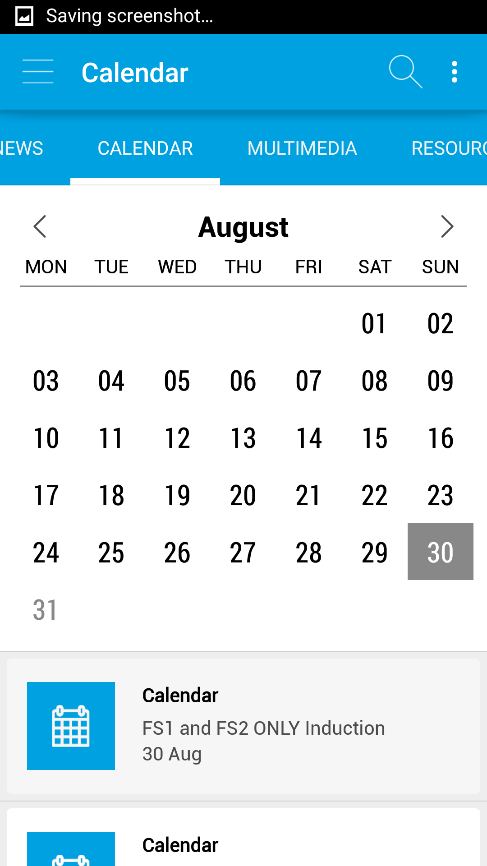 Saving screenshot...
Calendar
NEWS CALENDAR MULTIMEDIA RESOURC
August
MON TUE WED THU FRI SAT SUN
01 02
03 04 05 06 07 08 09
10 11 12 13 14 15 16
17 18 19 20 21 22 23
24 25 26 27 28 29 30
31
Calendar
FS1 and FS2 ONLY Induction
30 Aug
Calendar